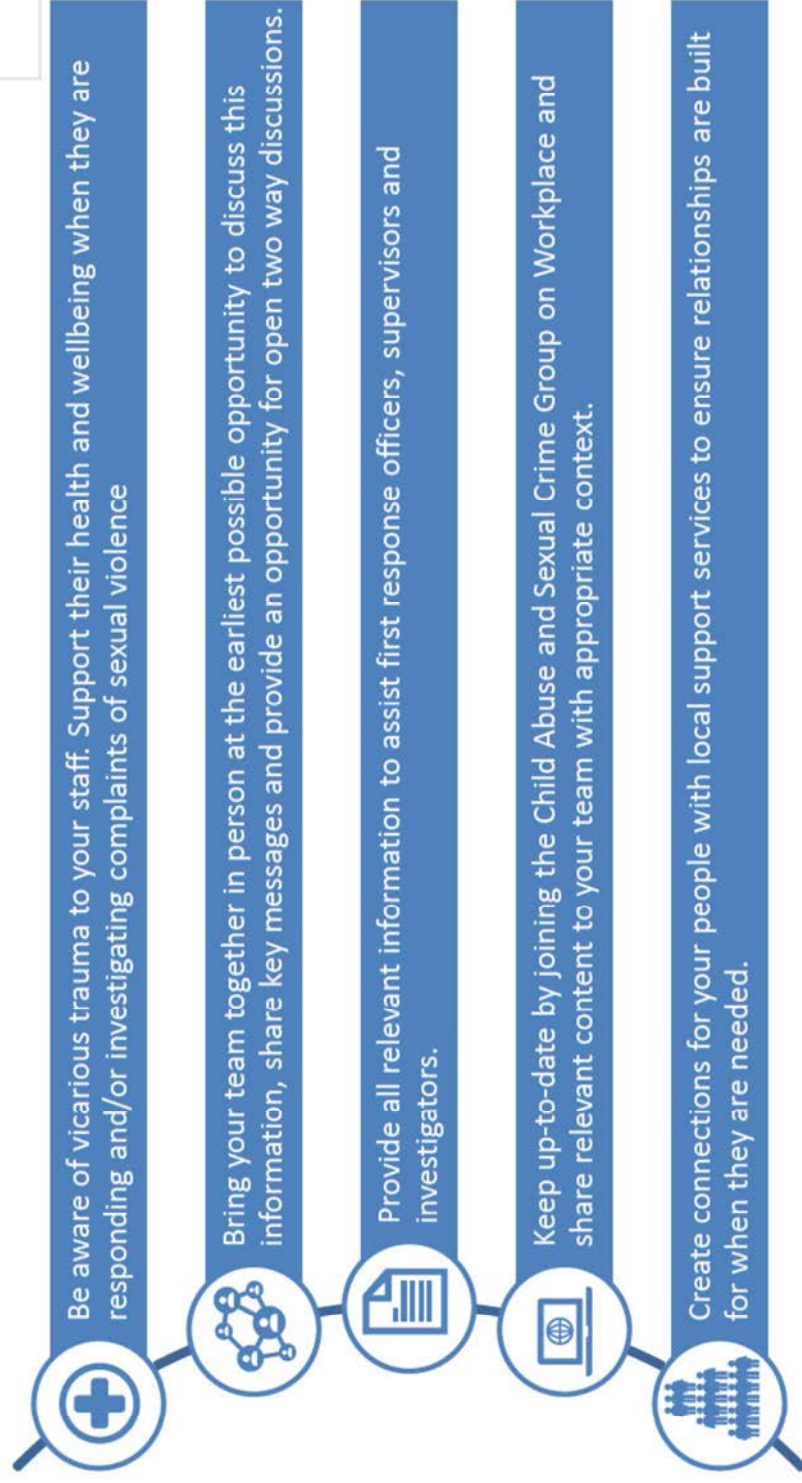 Be aware of vicarious trauma to your staff. Support their health and wellbeing when they are
responding and/or investigating complaints of sexual violence
Bring your team together in person at the earliest possible opportunity to discuss this
information, share key messages and provide an opportunity for open two way discussions.
Provide all relevant information to assist first response officers, supervisors and
investigators.
Keep up-to-date by joining the Child Abuse and Sexual Crime Group on Workplace and
share relevant content to your team with appropriate context.
Create connections for your people with local support services to ensure relationships are built
for when they are needed.